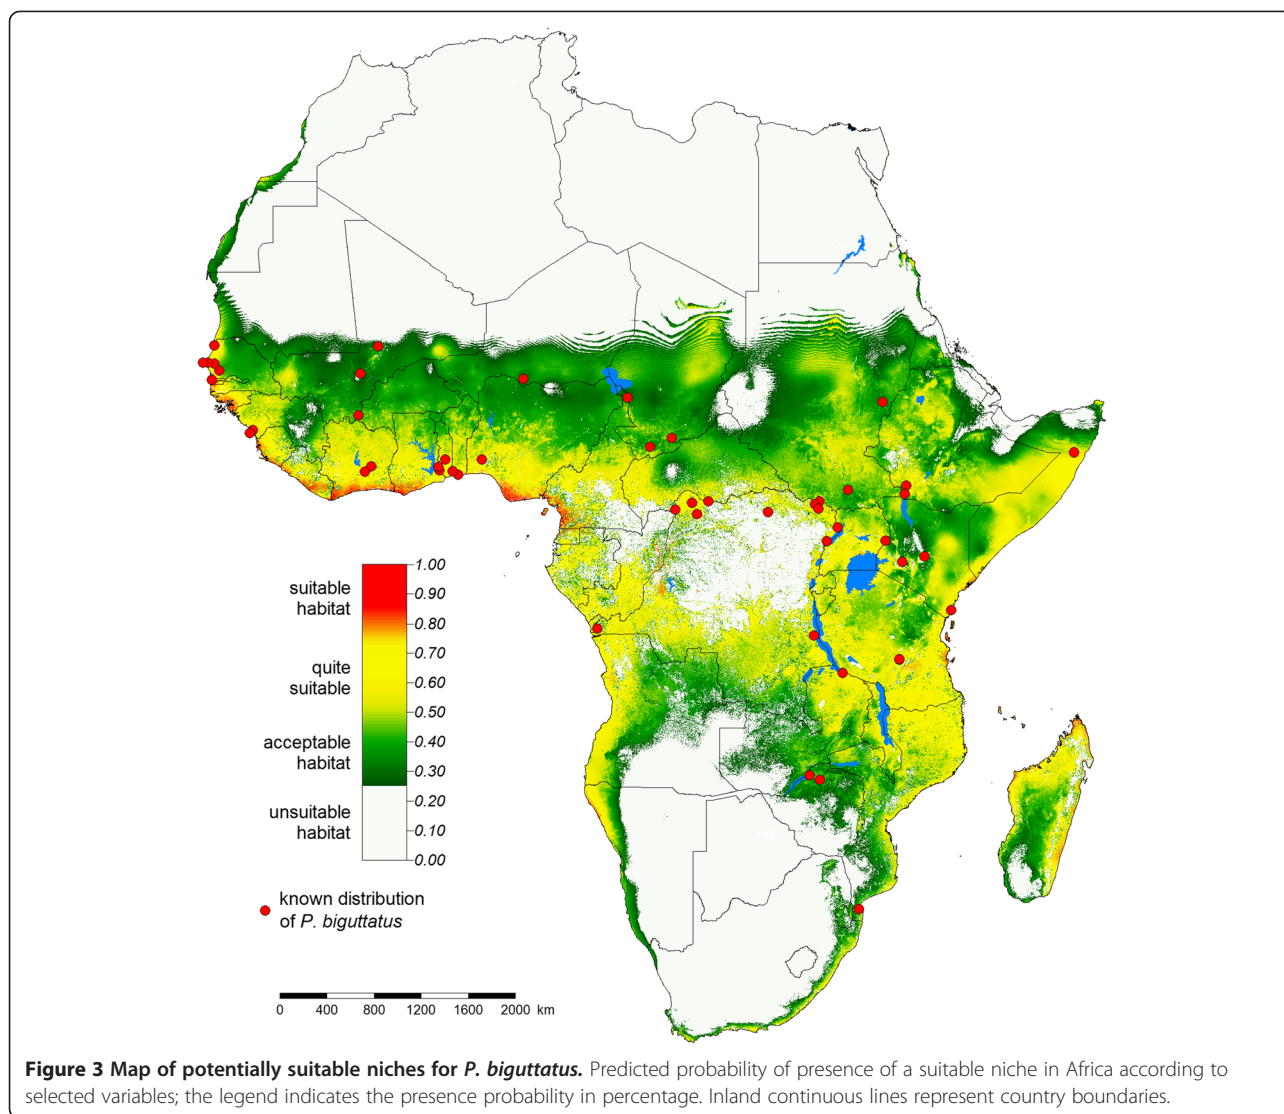 suitable
habitat
quite
suitable
acceptable
habitat
unsuitable
habitat
1.00
0.90
0.80
0.70
0.60
0.50
0.40
0.30
0.20
0.10
0.00
known distribution
of P. biguttatus
0 400 800 1200 1600 2000 km
Figure 3 Map of potentially suitable niches for P. biguttatus. Predicted probability of presence of a suitable niche in Africa according to
selected variables; the legend indicates the presence probability in percentage. Inland continuous lines represent country boundaries.